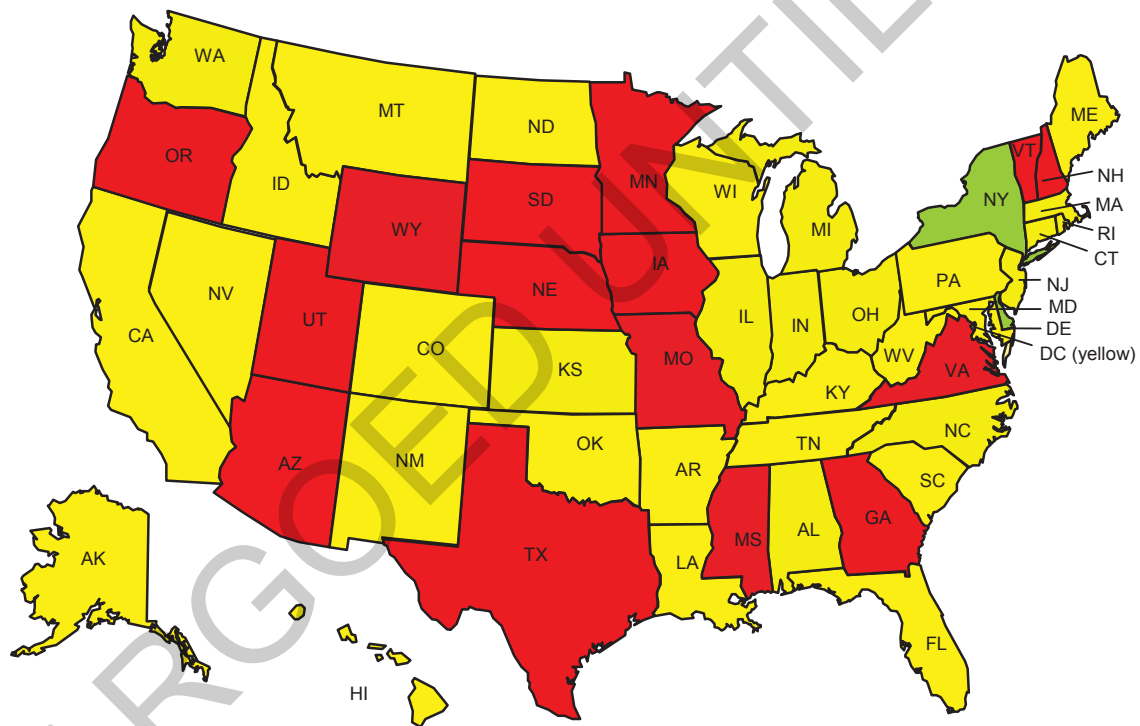 WA
MT
ND
OR
ID
SD
MN
WI
MI
ME
VT
NH
NY
MA
RI
CT
WY
IA
NE
PA
NJ
MD
DE
DC (yellow)
NV
UT
CA
CO
KS
MO
IL
IN
OH
WV
VA
KY
NC
TN
SC
AZ
NM
OK
AR
MS
AL
GA
TX
LA
FL
AK
HI
RGOED UNTIL